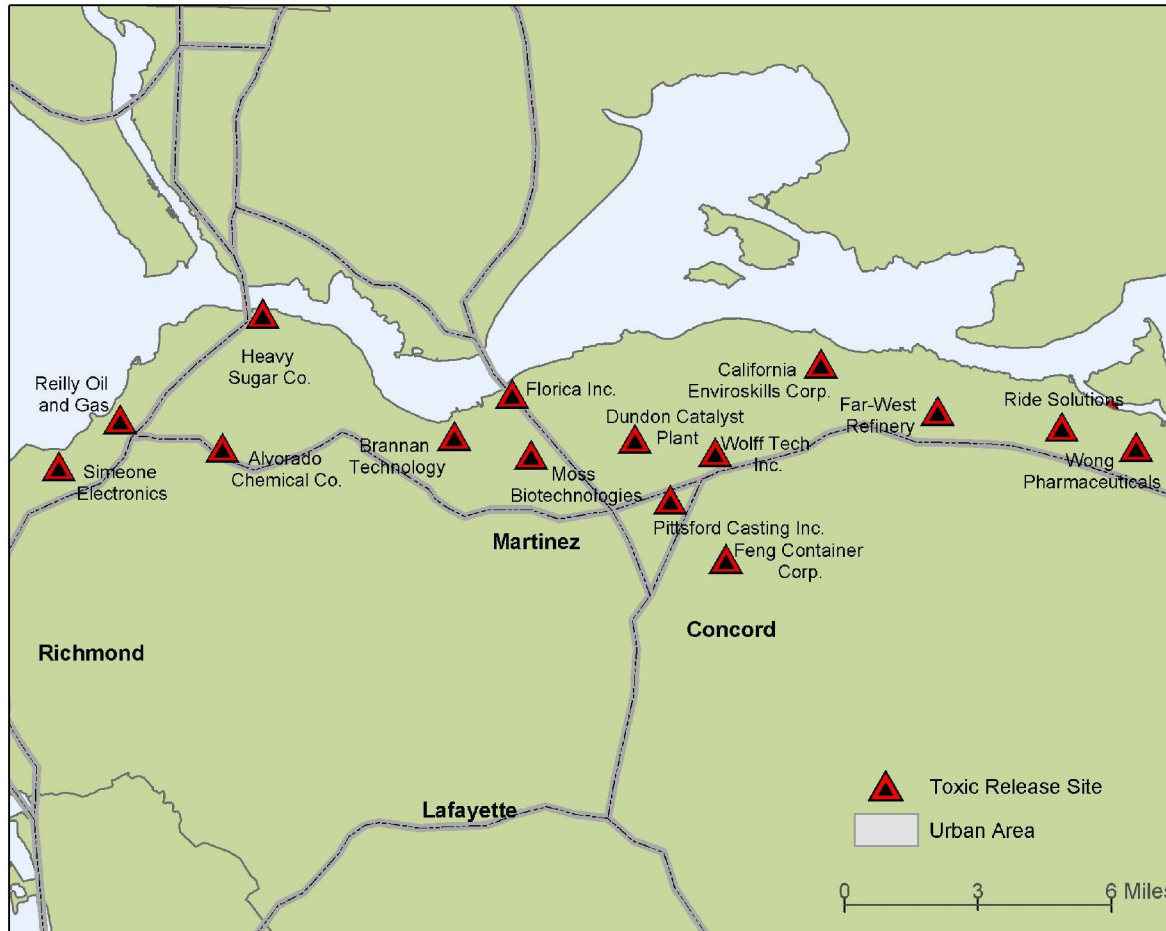 Heavy
Sugar Co.
Reilly Oil
and Gas
Simeone
Electronics
Alvorado
Chemical Co.
Brannan
Technology
Florica Inc.
Moss
Biotechnologies
Dundon Catalyst
Plant
Wolff Tech
Inc.
California
Enviroskills Corp.
Far-West
Refinery
Ride Solutions
Wong
Pharmaceuticals
Pittsford Casting Inc.
Feng Container
Corp.
Martinez
Concord
Richmond
Lafayette
Toxic Release Site
Urban Area
0 3 6 Miles